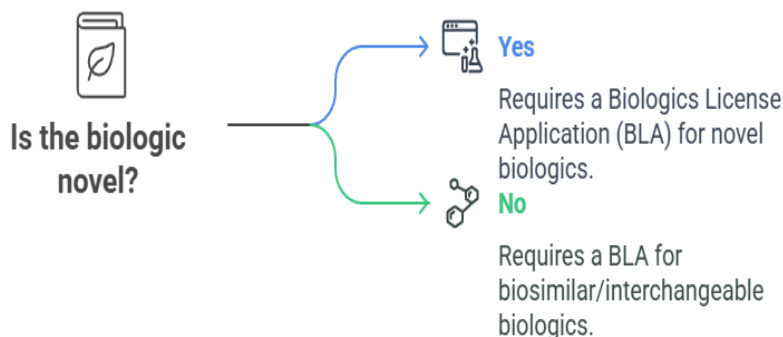 Is the biologic
novel?
Yes
Requires a Biologics License
Application (BLA) for novel
biologics.
No
Requires a BLA for
biosimilar/interchangeable
biologics.